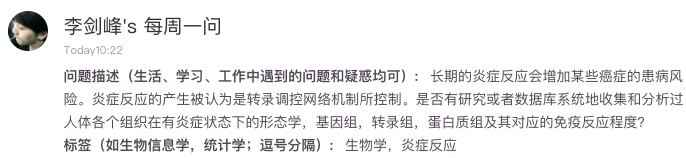 李剑峰's 每周一问
Today10:22
问题描述（生活、学习、工作中遇到的问题和疑惑均可）： 长期的炎症反应会增加某些癌症的患病风
险。炎症反应的产生被认为是转录调控网络机制所控制。是否有研究或者数据库系统地收集和分析过
人体各个组织在有炎症状态下的形态学，基因组，转录组，蛋白质组及其对应的免疫反应程度？
标签（如生物信息学，统计学；逗号分隔）： 生物学，炎症反应